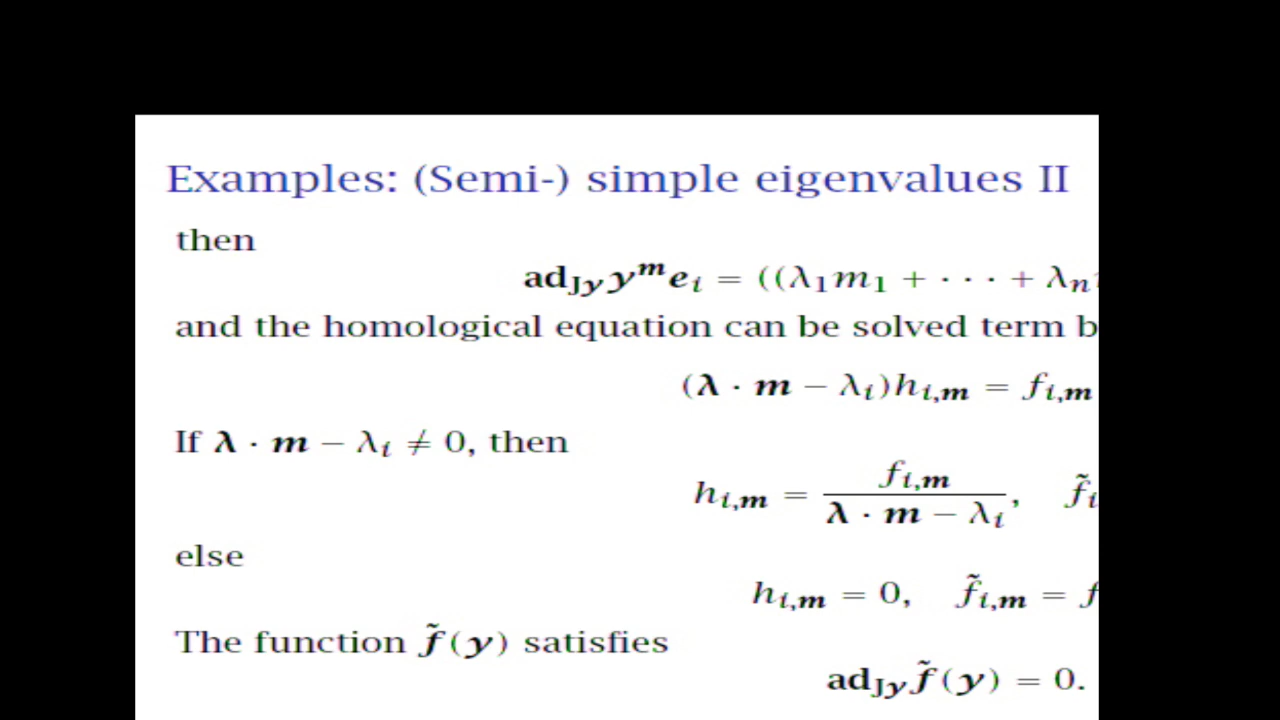 Examples: (Semi-) simple eigenvalues II
then
ad_{Jy} y^m e_i = ((λ_1 m_1 + · · · + λ_n
and the homological equation can be solved term b
(λ · m − λ_i)h_{i,m} = f_{i,m}
If λ · m − λ_i ≠ 0, then
h_{i,m} = f_{i,m} / (λ · m − λ_i), f̃_i
else
h_{i,m} = 0, f̃_{i,m} = f
The function f̃(y) satisfies
ad_{Jy} f̃(y) = 0.